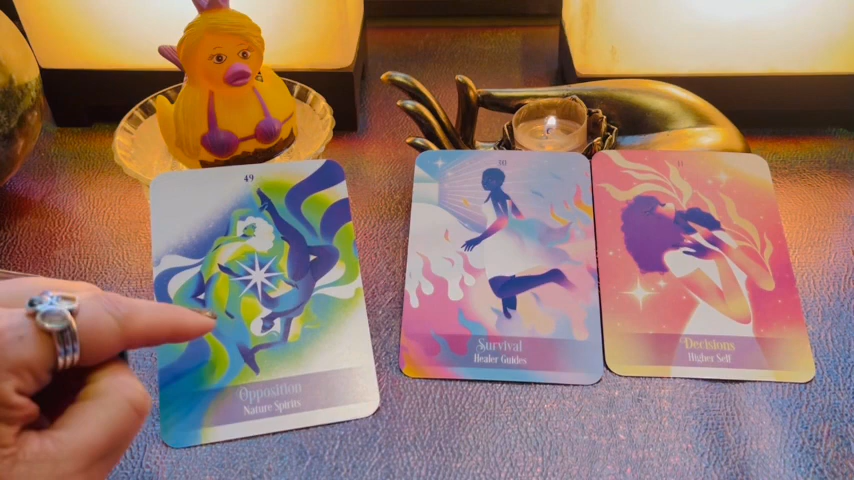 49
Opposition
Nature Spirits
10
Survival
Healer Guides
11
Decisions
Higher Self